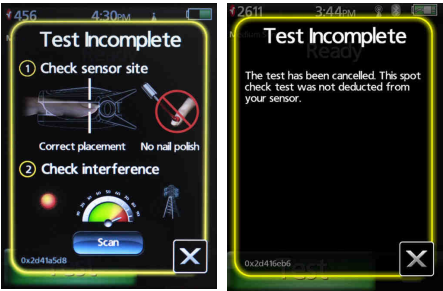 456
4:30PM
Test Incomplete
1 Check sensor site
Correct placement
No nail polish
2 Check interference
Scan
0x2d41a5d8
X
2611
3:44PM
Ready
Test Incomplete
The test has been cancelled. This spot
check test was not deducted from
your sensor.
0x2d416eb6
Test
X